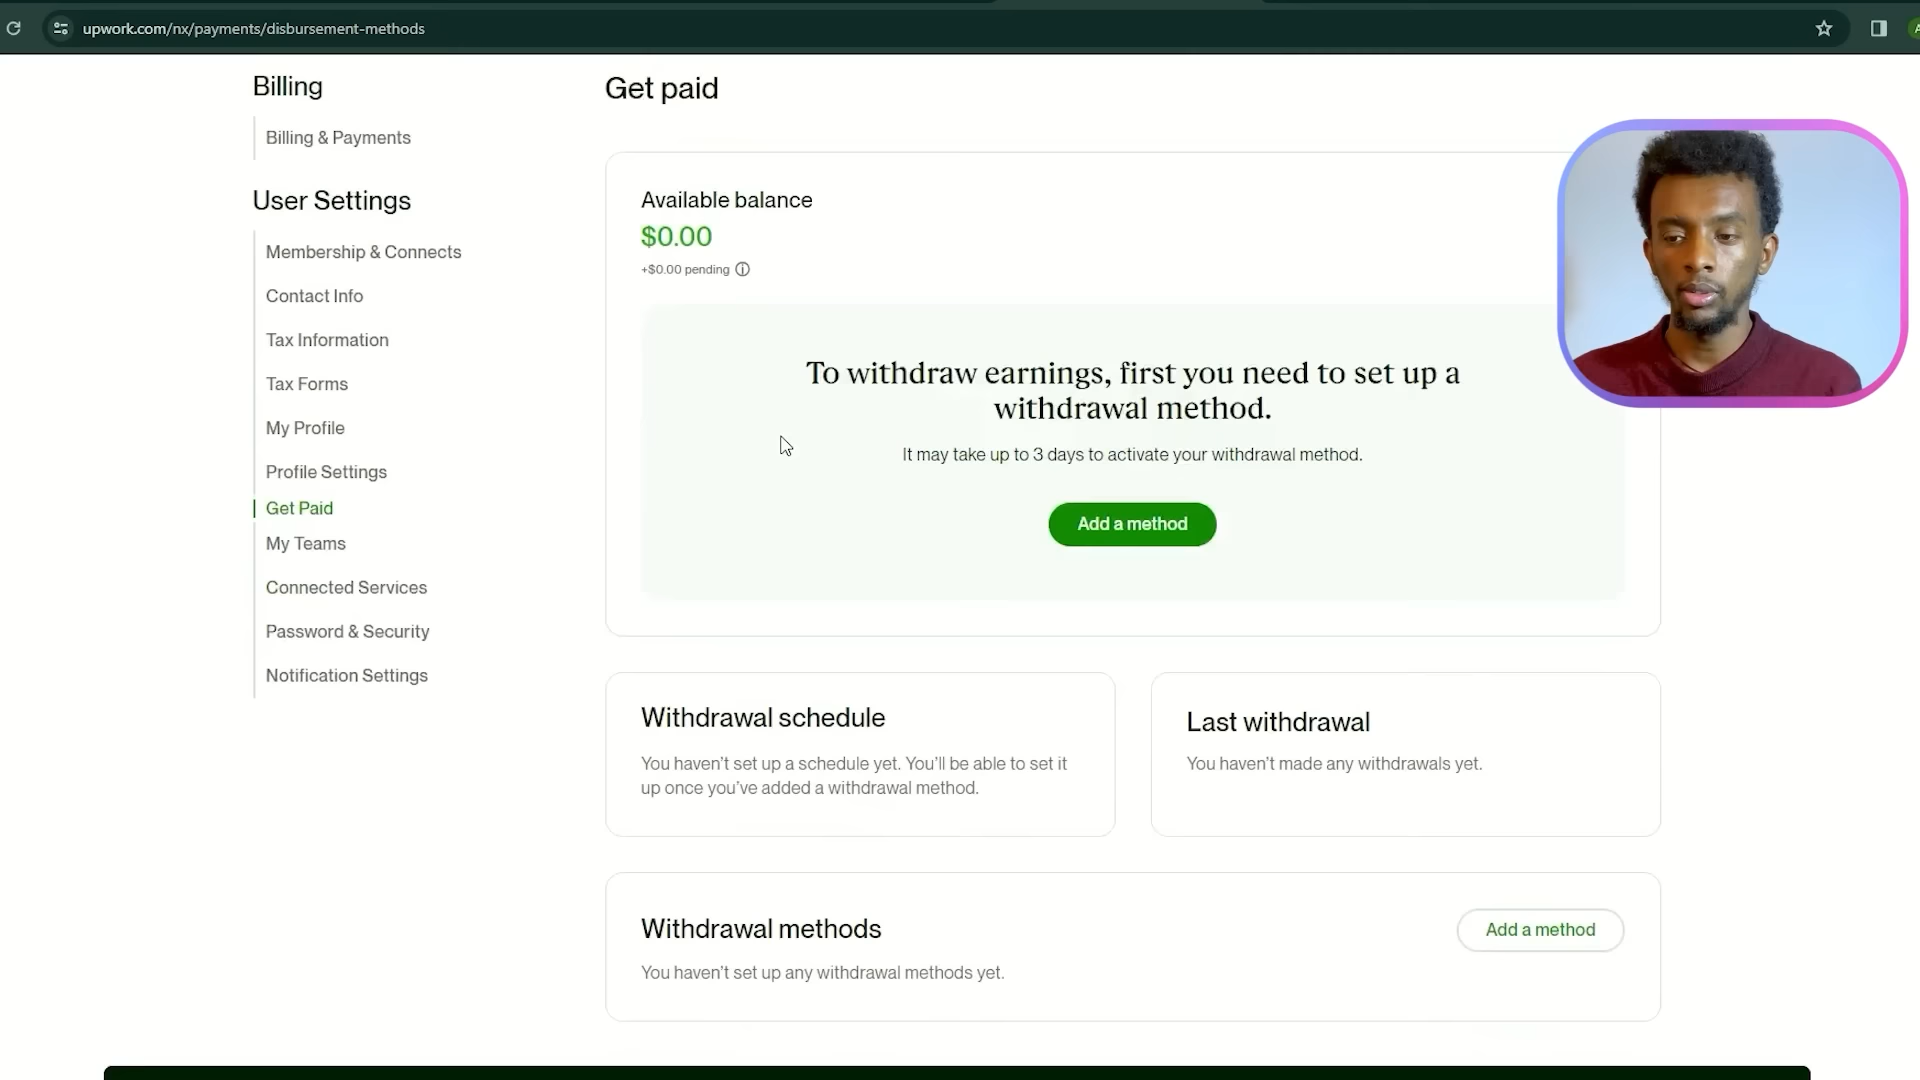 upwork.com/nx/payments/disbursement-methods
Billing
Billing & Payments
User Settings
Membership & Connects
Contact Info
Tax Information
Tax Forms
My Profile
Profile Settings
Get Paid
My Teams
Connected Services
Password & Security
Notification Settings
Get paid
Available balance
$0.00
+$0.00 pending
To withdraw earnings, first you need to set up a
withdrawal method.
It may take up to 3 days to activate your withdrawal method.
Add a method
Withdrawal schedule
You haven't set up a schedule yet. You'll be able to set it
up once you've added a withdrawal method.
Last withdrawal
You haven't made any withdrawals yet.
Withdrawal methods
Add a method
You haven't set up any withdrawal methods yet.